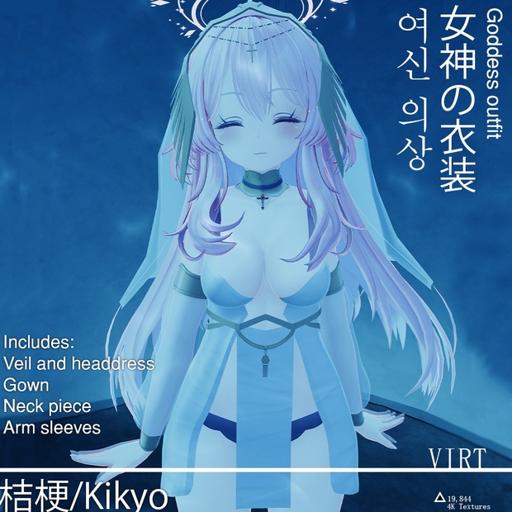 Goddess outfit
女神の衣装
여신 의상
Includes:
Veil and headdress
Gown
Neck piece
Arm sleeves
VIRT
桔梗/Kikyo
19,844
4K Textures